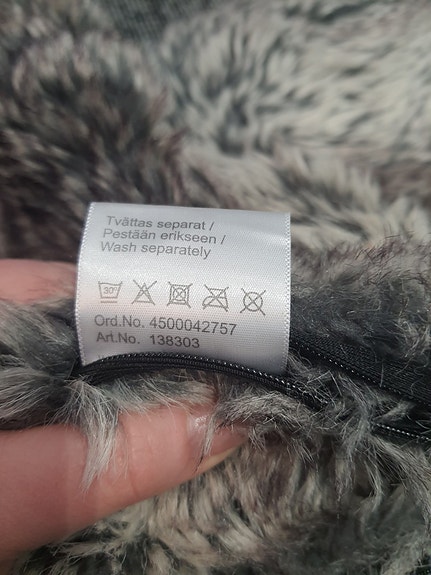 Tvättas separat /
Pestään erikseen /
Wash separately
30°
Ord.No. 4500042757
Art.No. 138303